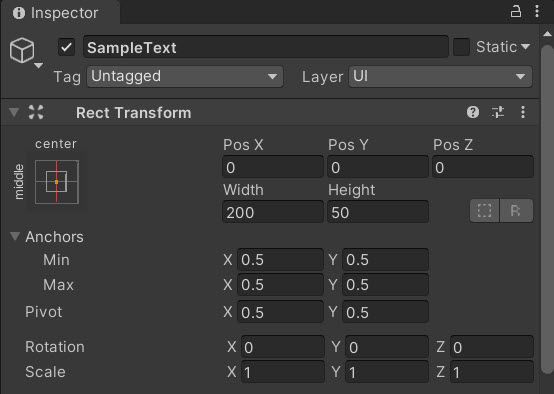 Inspector
SampleText Static
Tag Untagged Layer UI
Rect Transform
center
middle
Pos X Pos Y Pos Z
0 0 0
Width Height
200 50
R
Anchors
Min X 0.5 Y 0.5
Max X 0.5 Y 0.5
Pivot X 0.5 Y 0.5
Rotation X 0 Y 0 Z 0
Scale X 1 Y 1 Z 1